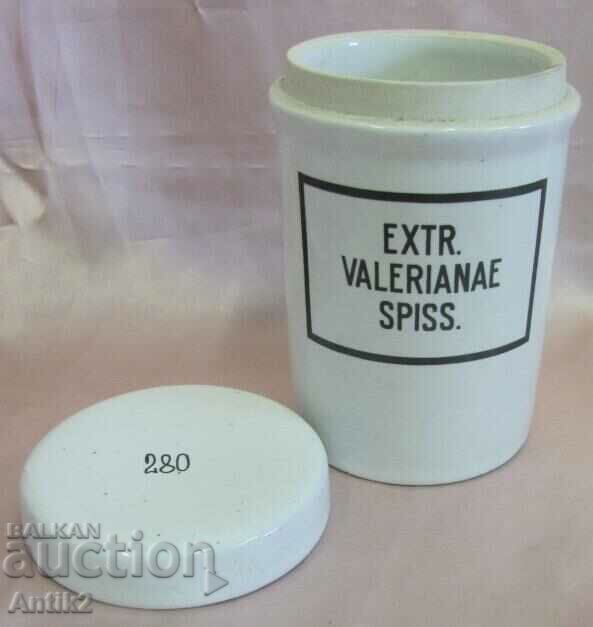 EXTR.
VALERIANAE
SPISS.
280
BALKAN
auction
Antik2